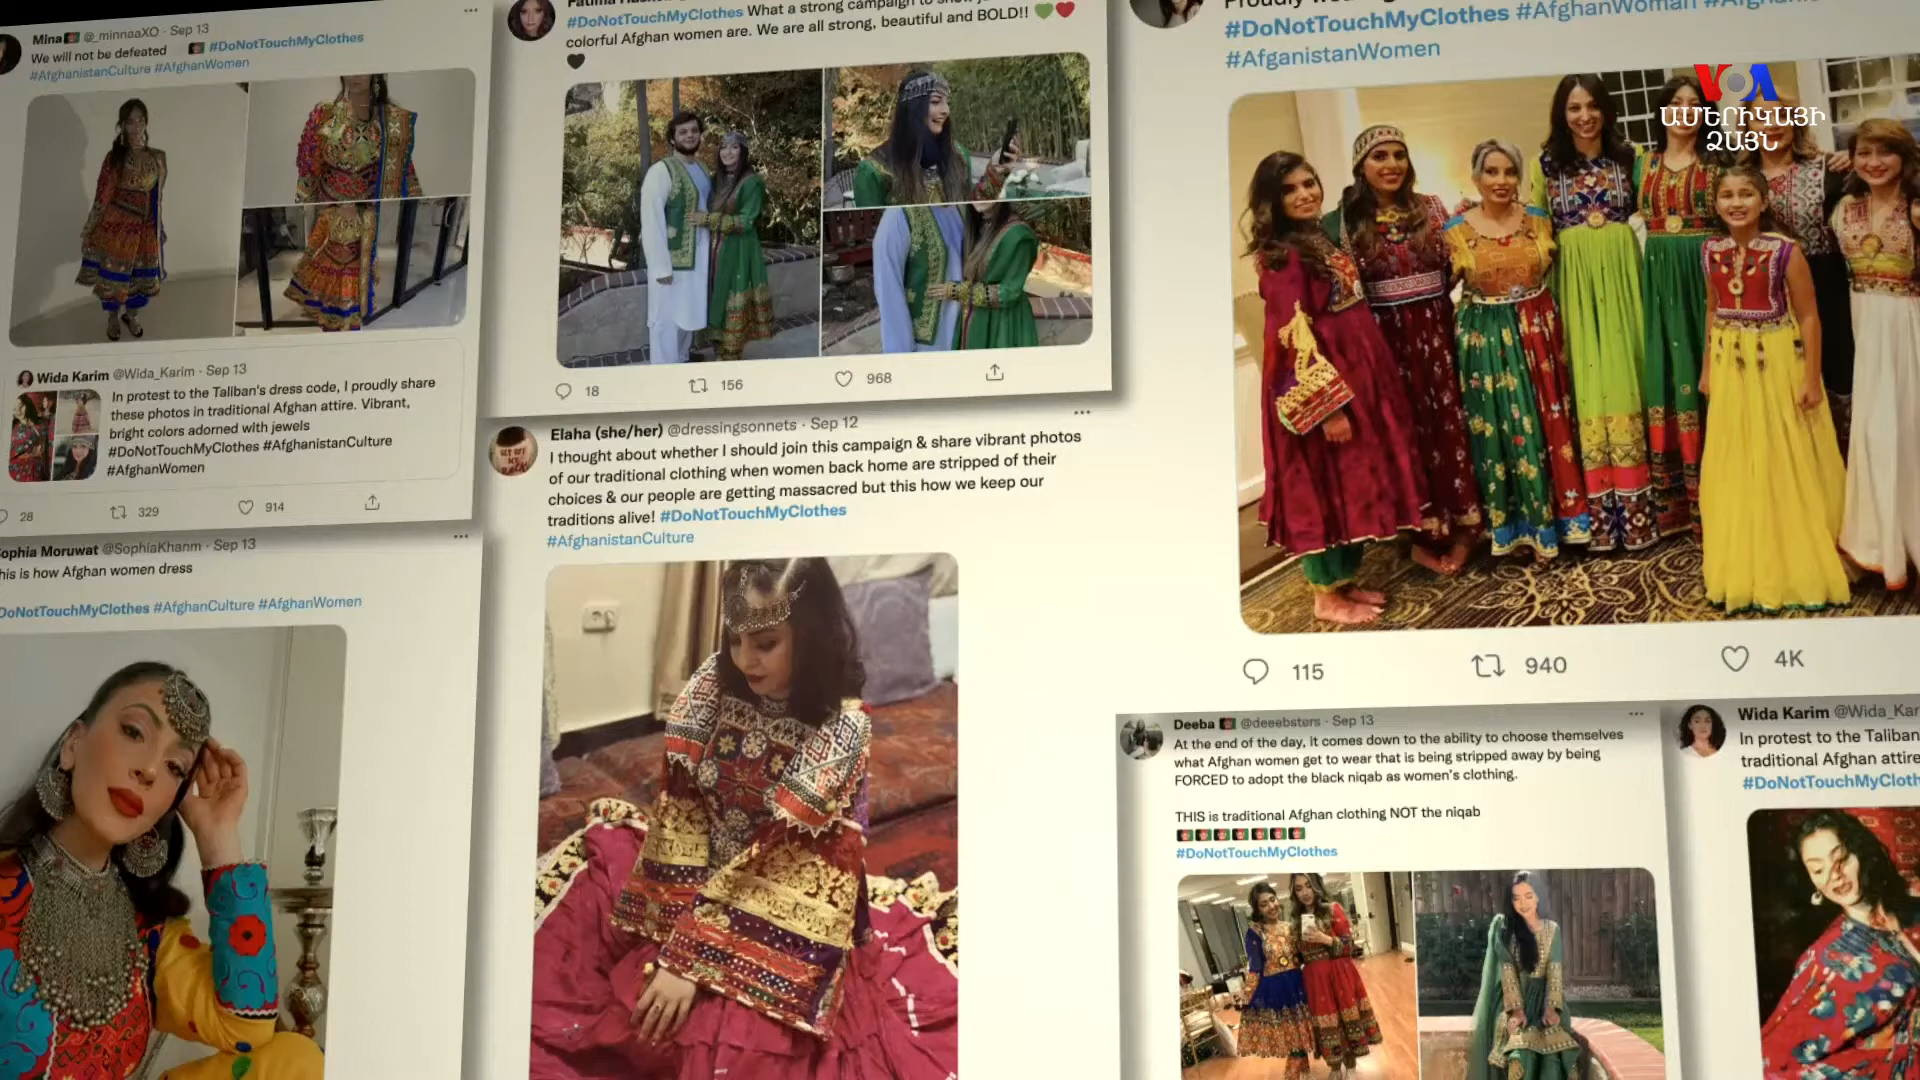 Mina @_minnaaXO · Sep 13
We will not be defeated #DoNotTouchMyClothes
#AfghanistanCulture #AfghanWomen
Wida Karim @Wida_Karim · Sep 13
In protest to the Taliban's dress code, I proudly share
these photos in traditional Afghan attire. Vibrant,
bright colors adorned with jewels
#DoNotTouchMyClothes #AfghanistanCulture
#AfghanWomen
28 329 914
ophia Moruwat @SophiaKhanm · Sep 13
his is how Afghan women dress
DoNotTouchMyClothes #AfghanCulture #AfghanWomen
#DoNotTouchMyClothes What a strong campaign to
colorful Afghan women are. We are all strong, beautiful and BOLD!!
18 156 968
Elaha (she/her) @dressingsonnets · Sep 12
I thought about whether I should join this campaign & share vibrant photos
of our traditional clothing when women back home are stripped of their
choices & our people are getting massacred but this how we keep our
traditions alive! #DoNotTouchMyClothes
#AfghanistanCulture
#DoNotTouchMyClothes #AfghanWoman
#AfganistanWomen
VOA
ԱՄԵՐԻԿԱՅԻ
ՁԱՅՆ
115 940 4K
Deeba @deeebsters · Sep 13
At the end of the day, it comes down to the ability to choose themselves
what Afghan women get to wear that is being stripped away by being
FORCED to adopt the black niqab as women's clothing.
THIS is traditional Afghan clothing NOT the niqab
#DoNotTouchMyClothes
Wida Karim @Wida_Kar
In protest to the Taliban
traditional Afghan attire
#DoNotTouchMyCloth